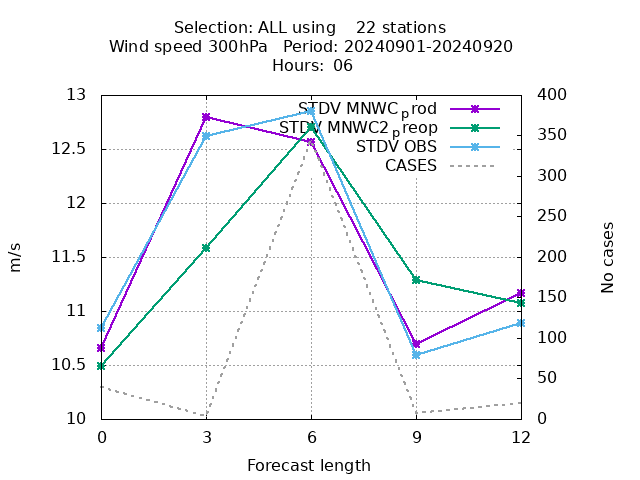 Selection: ALL using    22 stations
Wind speed 300hPa   Period: 20240901-20240920
Hours:  06
13
12.5
12
11.5
11
10.5
10
m/s
STDV MNWC_prod
STDV MNWC2_preop
STDV OBS
CASES
400
350
300
250
200
150
100
50
0
No cases
0 3 6 9 12
Forecast length